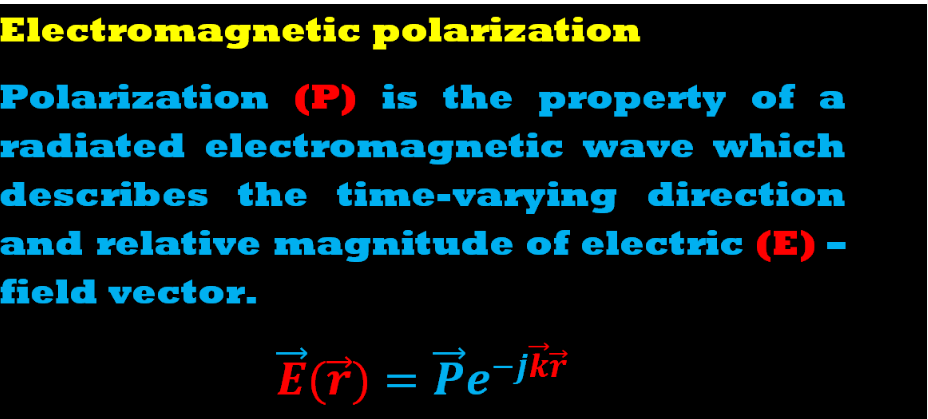 Electromagnetic polarization
Polarization (P) is the property of a
radiated electromagnetic wave which
describes the time-varying direction
and relative magnitude of electric (E) –
field vector.
$\vec{E}(\vec{r}) = \vec{P}e^{-j\vec{k}\vec{r}}$